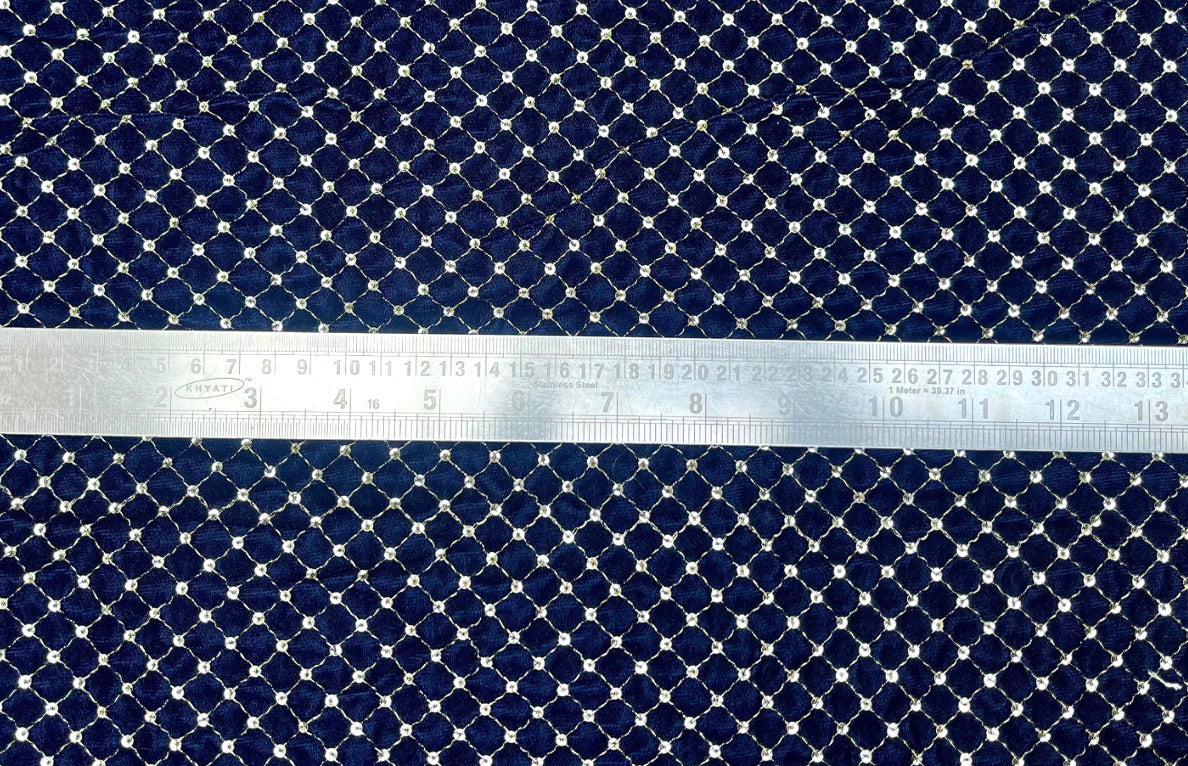 5 6 7 8 9 10 11 12 13 14 15 16 17 18 19 20 21 22 23 24 25 26 27 28 29 30 31 32 33 3
KHYATI™
Stainless Steel
1 Meter = 39.37 in
2 3 4 16 5 6 7 8 9 10 11 12 13